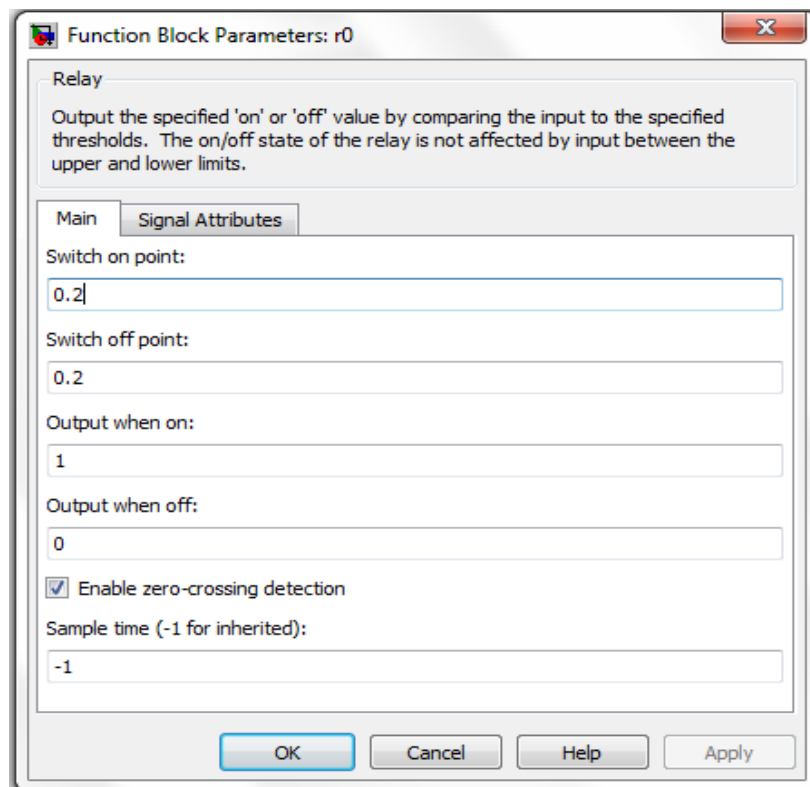 Function Block Parameters: r0
X
Relay
Output the specified 'on' or 'off' value by comparing the input to the specified
thresholds.  The on/off state of the relay is not affected by input between the
upper and lower limits.
Main
Signal Attributes
Switch on point:
0.2
Switch off point:
0.2
Output when on:
1
Output when off:
0
Enable zero-crossing detection
Sample time (-1 for inherited):
-1
OK
Cancel
Help
Apply